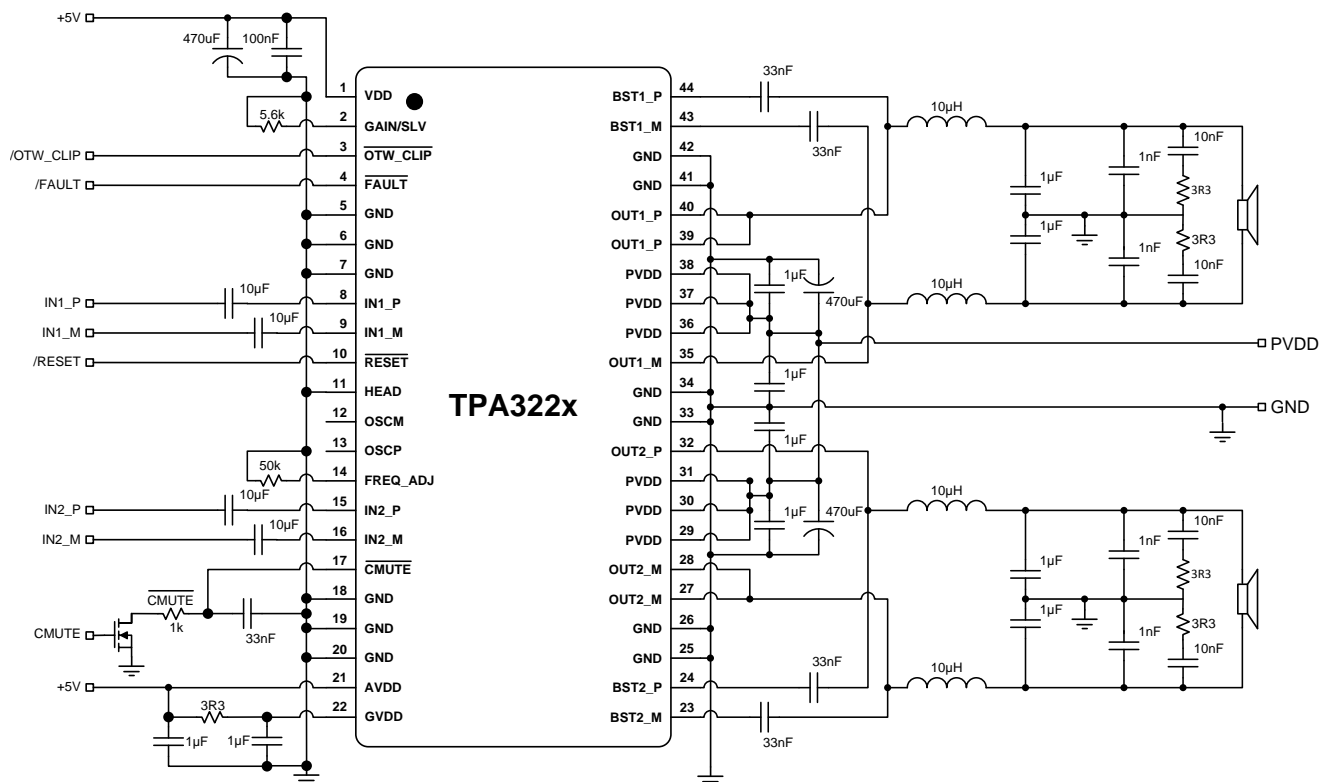 +5V
470uF
100nF
5.6k
/OTW_CLIP
/FAULT
IN1_P
10µF
IN1_M
10µF
/RESET
50k
IN2_P
10µF
IN2_M
10µF
CMUTE
1k
33nF
CMUTE
+5V
3R3
1µF
1µF
TPA322x
1 VDD
2 GAIN/SLV
3 OTW_CLIP
4 FAULT
5 GND
6 GND
7 GND
8 IN1_P
9 IN1_M
10 RESET
11 HEAD
12 OSCM
13 OSCP
14 FREQ_ADJ
15 IN2_P
16 IN2_M
17 CMUTE
18 GND
19 GND
20 GND
21 AVDD
22 GVDD
BST1_P 44
BST1_M 43
GND 42
GND 41
OUT1_P 40
OUT1_P 39
PVDD 38
PVDD 37
PVDD 36
OUT1_M 35
GND 34
GND 33
OUT2_P 32
PVDD 31
PVDD 30
PVDD 29
OUT2_M 28
OUT2_M 27
GND 26
GND 25
BST2_P 24
BST2_M 23
33nF
33nF
10µH
10nF
1nF
1µF
3R3
1µF
3R3
1nF
10nF
10µH
1µF
470uF
PVDD
1µF
GND
1µF
1µF
470uF
10µH
10nF
1nF
1µF
3R3
1µF
3R3
1nF
10nF
10µH
33nF
33nF